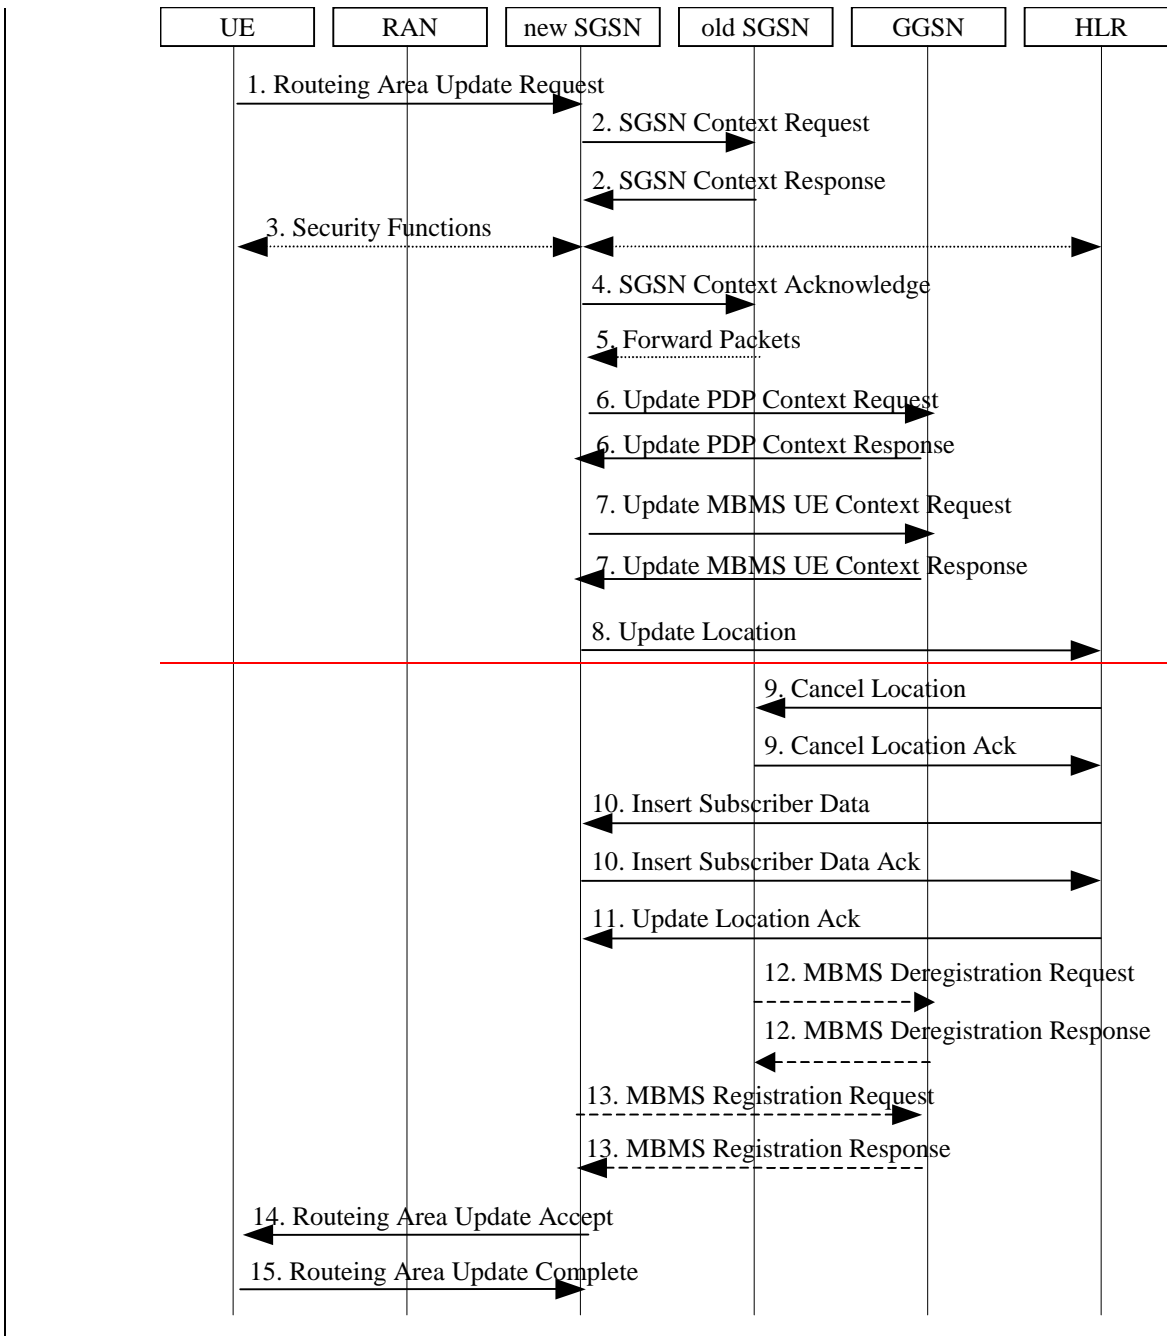 UE RAN new SGSN old SGSN GGSN HLR
1. Routeing Area Update Request
2. SGSN Context Request
2. SGSN Context Response
3. Security Functions
4. SGSN Context Acknowledge
5. Forward Packets
6. Update PDP Context Request
6. Update PDP Context Response
7. Update MBMS UE Context Request
7. Update MBMS UE Context Response
8. Update Location
9. Cancel Location
9. Cancel Location Ack
10. Insert Subscriber Data
10. Insert Subscriber Data Ack
11. Update Location Ack
12. MBMS Deregistration Request
12. MBMS Deregistration Response
13. MBMS Registration Request
13. MBMS Registration Response
14. Routeing Area Update Accept
15. Routeing Area Update Complete